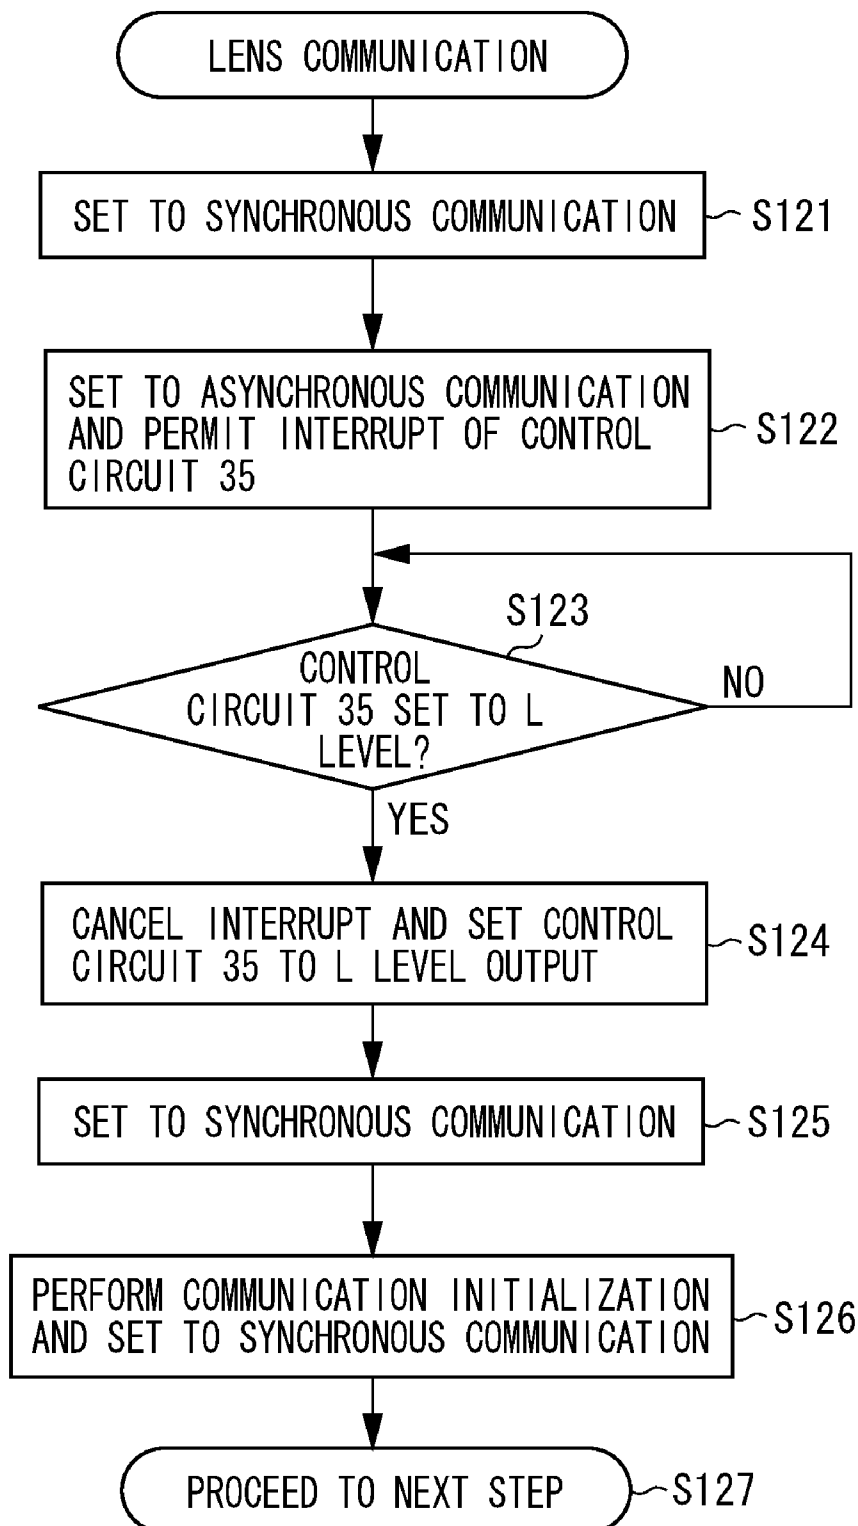 LENS COMMUNICATION
SET TO SYNCHRONOUS COMMUNICATION
S121
SET TO ASYNCHRONOUS COMMUNICATION
AND PERMIT INTERRUPT OF CONTROL
CIRCUIT 35
S122
S123
CONTROL
CIRCUIT 35 SET TO L
LEVEL?
NO
YES
CANCEL INTERRUPT AND SET CONTROL
CIRCUIT 35 TO L LEVEL OUTPUT
S124
SET TO SYNCHRONOUS COMMUNICATION
S125
PERFORM COMMUNICATION INITIALIZATION
AND SET TO SYNCHRONOUS COMMUNICATION
S126
PROCEED TO NEXT STEP
S127